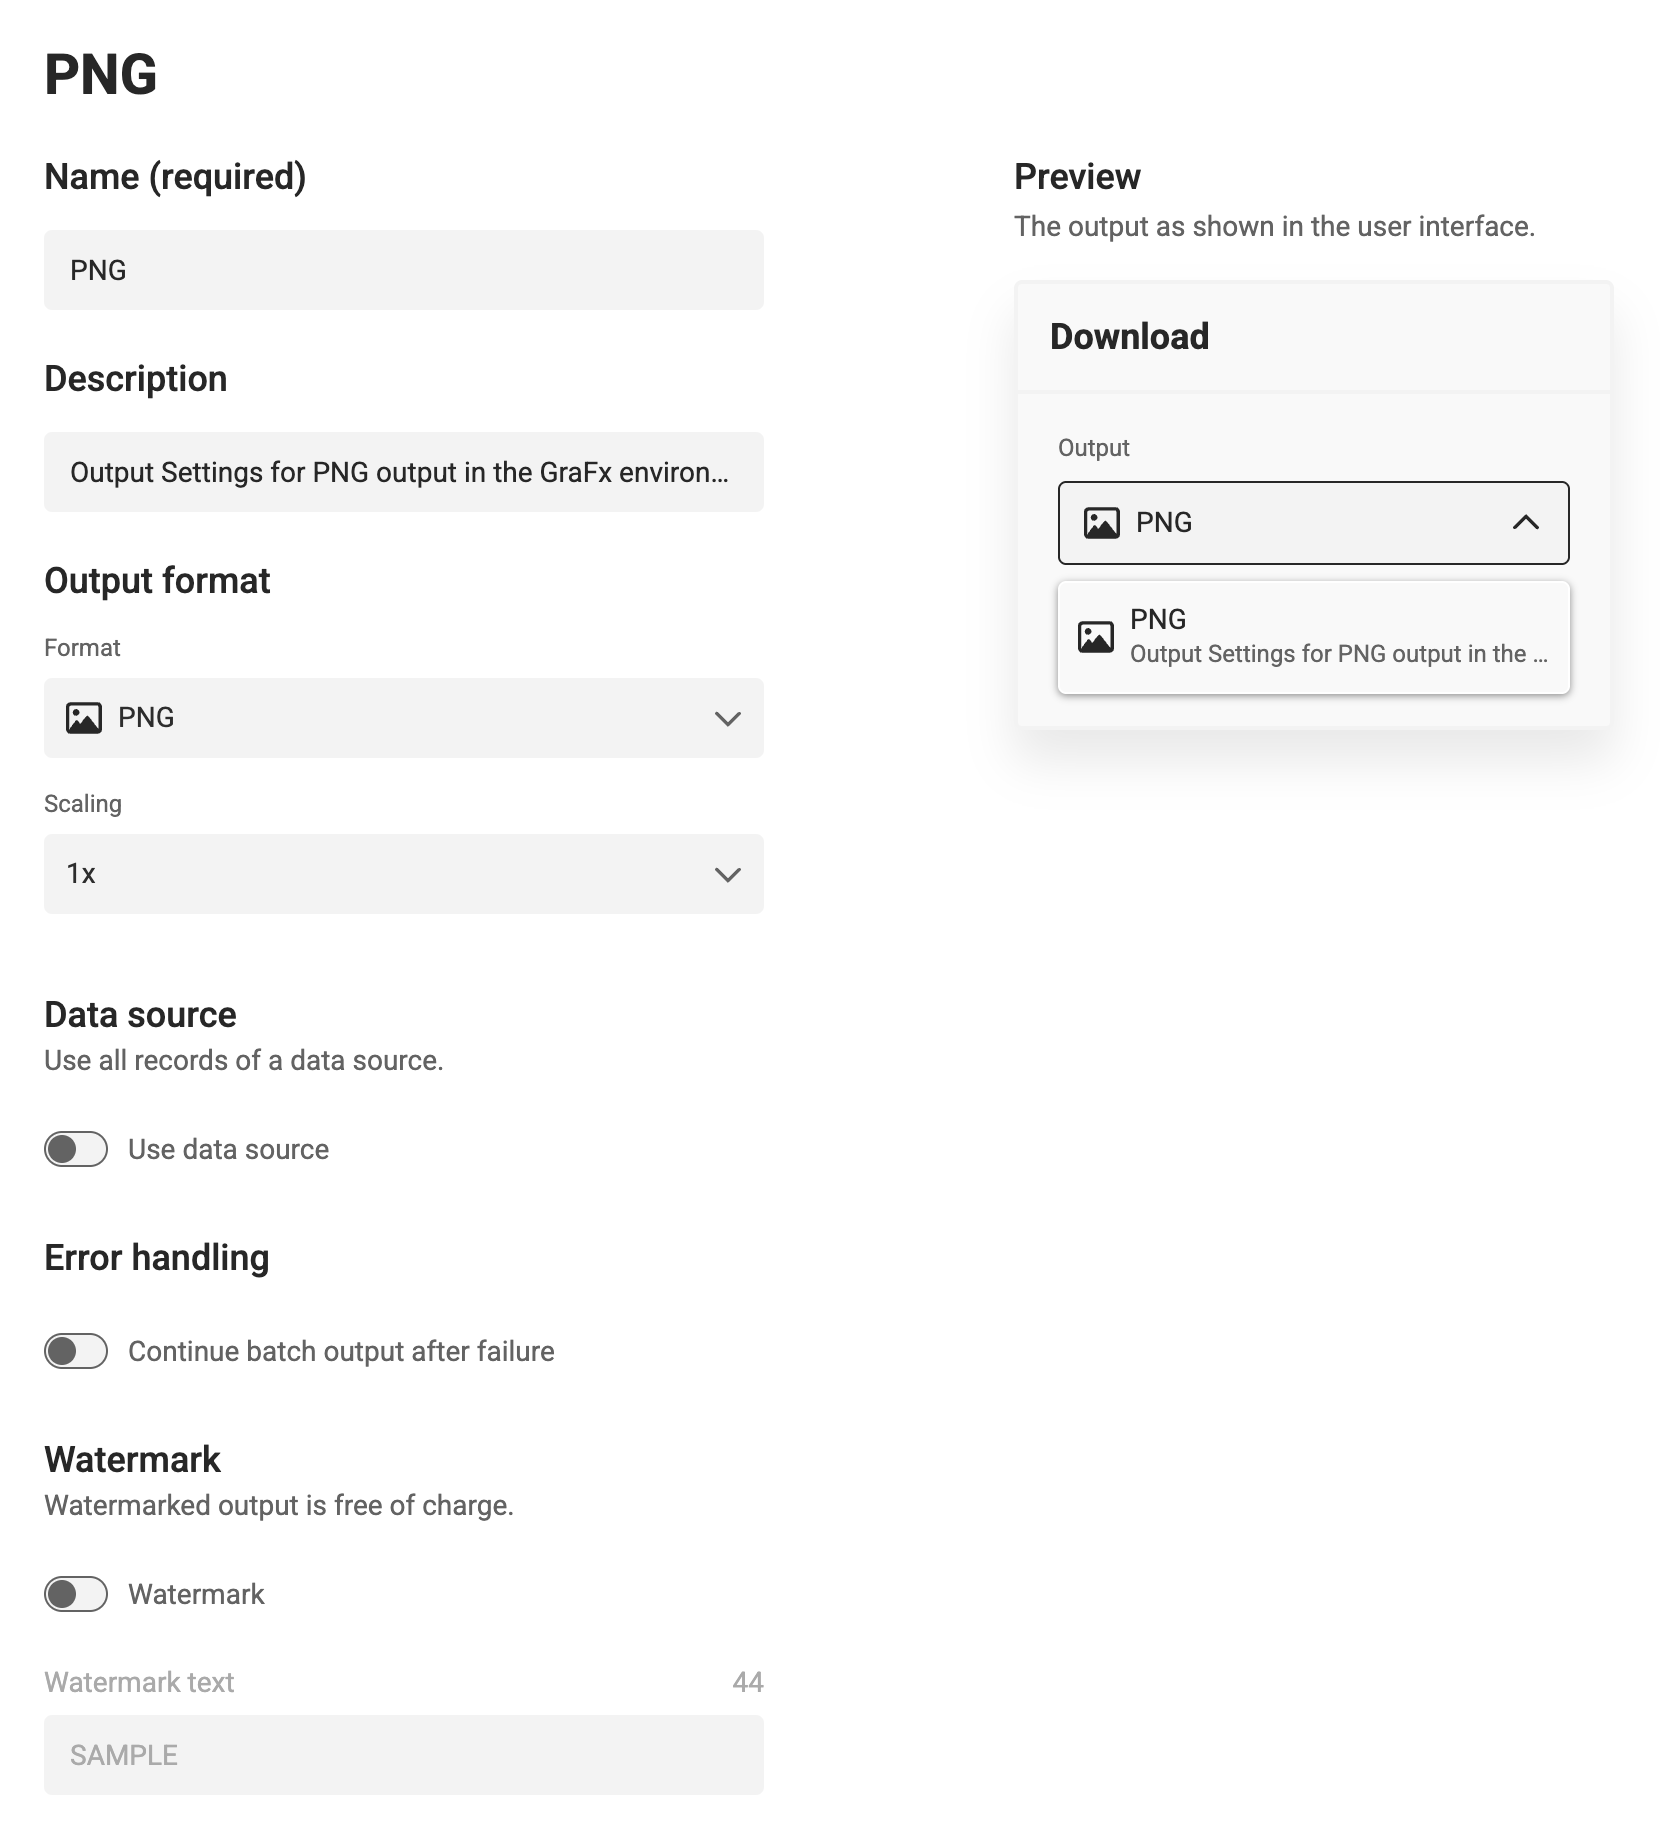 PNG
Name (required)
PNG
Description
Output Settings for PNG output in the GraFx environ...
Output format
Format
PNG
Scaling
1x
Data source
Use all records of a data source.
Use data source
Error handling
Continue batch output after failure
Watermark
Watermarked output is free of charge.
Watermark
Watermark text 44
SAMPLE
Preview
The output as shown in the user interface.
Download
Output
PNG
PNG
Output Settings for PNG output in the ...